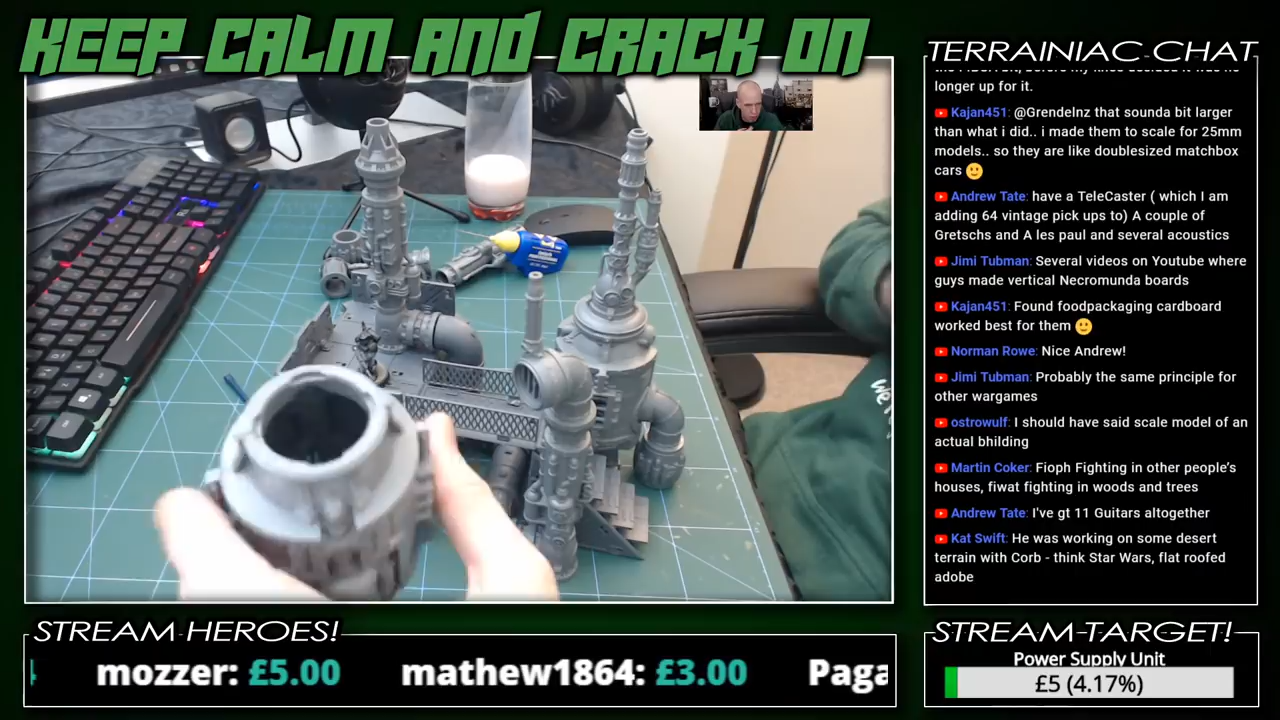 KEEP CALM AND CRACK ON
TERRAINIAC CHAT
longer up for it.
Kajan451: @Grendelnz that sounda bit larger
than what i did.. i made them to scale for 25mm
models.. so they are like doublesized matchbox
cars 🙂
Andrew Tate: have a TeleCaster ( which I am
adding 64 vintage pick ups to) A couple of
Gretschs and A les paul and several acoustics
Jimi Tubman: Several videos on Youtube where
guys made vertical Necromunda boards
Kajan451: Found foodpackaging cardboard
worked best for them 🙂
Norman Rowe: Nice Andrew!
Jimi Tubman: Probably the same principle for
other wargames
ostrowulf: I should have said scale model of an
actual bhilding
Martin Coker: Fioph Fighting in other people's
houses, fiwat fighting in woods and trees
Andrew Tate: I've gt 11 Guitars altogether
Kat Swift: He was working on some desert
terrain with Corb - think Star Wars, flat roofed
adobe
STREAM HEROES!
mozzer: £5.00 mathew1864: £3.00 Paga
STREAM TARGET!
Power Supply Unit
£5 (4.17%)